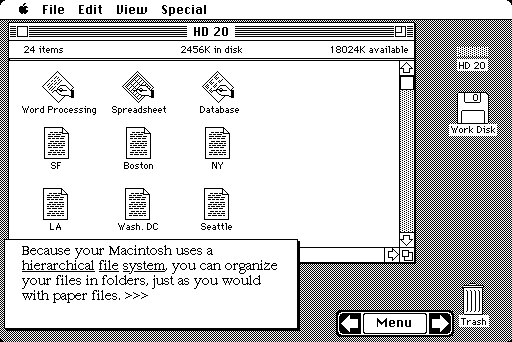 File Edit View Special
HD 20
24 items 2456K in disk 18024K available
Word Processing Spreadsheet Database
SF Boston NY
LA Wash. DC Seattle
HD 20
Work Disk
Because your Macintosh uses a
hierarchical file system, you can organize
your files in folders, just as you would
with paper files. >>>
Trash
Menu